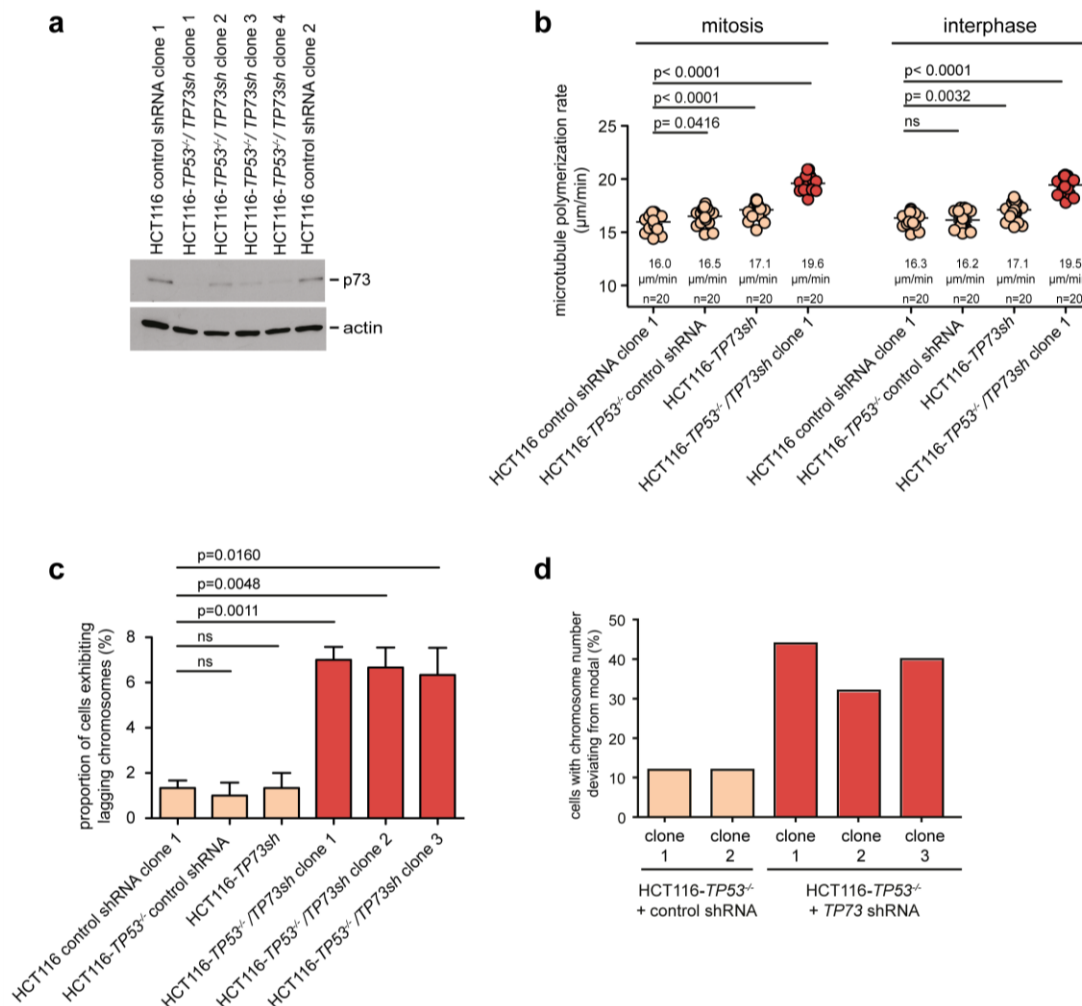 a
HCT116 control shRNA clone 1
HCT116-TP53-/-/ TP73sh clone 1
HCT116-TP53-/-/ TP73sh clone 2
HCT116-TP53-/-/ TP73sh clone 3
HCT116-TP53-/-/ TP73sh clone 4
HCT116 control shRNA clone 2
p73
actin
b
mitosis
interphase
p< 0.0001
p< 0.0001
p= 0.0416
p< 0.0001
p= 0.0032
ns
microtubule polymerization rate
(µm/min)
25
20
15
10
16.0 16.5 17.1 19.6 16.3 16.2 17.1 19.5
µm/min µm/min µm/min µm/min µm/min µm/min µm/min µm/min
n=20 n=20 n=20 n=20 n=20 n=20 n=20 n=20
HCT116 control shRNA clone 1
HCT116-TP53-/- control shRNA
HCT116-TP73sh
HCT116-TP53-/- /TP73sh clone 1
HCT116 control shRNA clone 1
HCT116-TP53-/- control shRNA
HCT116-TP73sh
HCT116-TP53-/- /TP73sh clone 1
c
p=0.0160
p=0.0048
p=0.0011
ns
ns
proportion of cells exhibiting
lagging chromosomes (%)
8
6
4
2
0
HCT116 control shRNA clone 1
HCT116-TP53-/- control shRNA
HCT116-TP73sh
HCT116-TP53-/- /TP73sh clone 1
HCT116-TP53-/- /TP73sh clone 2
HCT116-TP53-/- /TP73sh clone 3
d
cells with chromosome number
deviating from modal (%)
50
40
30
20
10
0
clone clone clone clone clone
1 2 1 2 3
HCT116-TP53-/-
+ control shRNA
HCT116-TP53-/-
+ TP73 shRNA